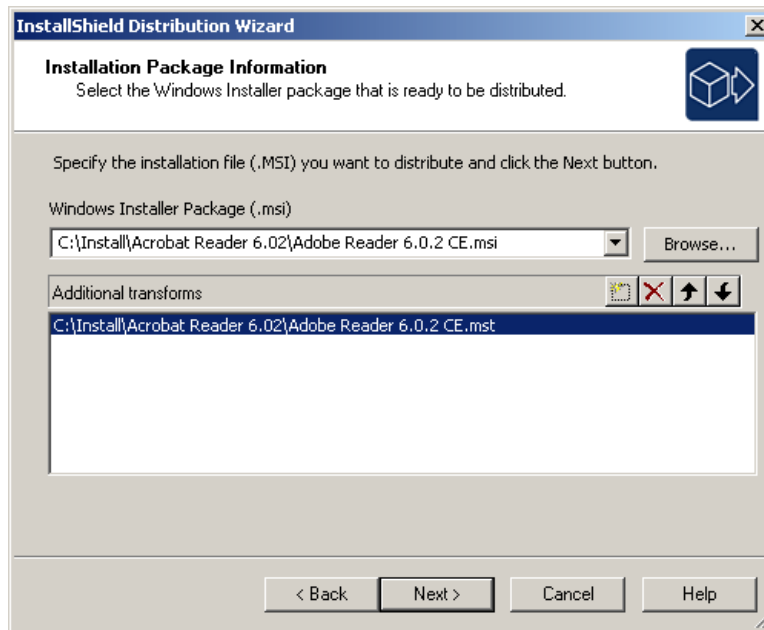 InstallShield Distribution Wizard
Installation Package Information
Select the Windows Installer package that is ready to be distributed.
Specify the installation file (.MSI) you want to distribute and click the Next button.
Windows Installer Package (.msi)
C:\Install\Acrobat Reader 6.02\Adobe Reader 6.0.2 CE.msi
Browse...
Additional transforms
C:\Install\Acrobat Reader 6.02\Adobe Reader 6.0.2 CE.mst
< Back
Next >
Cancel
Help